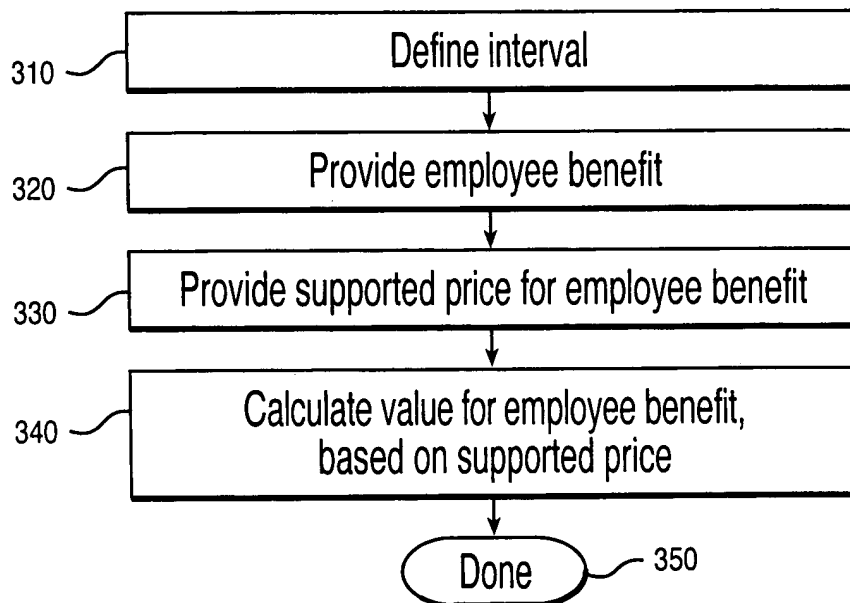 310
Define interval
320
Provide employee benefit
330
Provide supported price for employee benefit
340
Calculate value for employee benefit,
based on supported price
Done
350